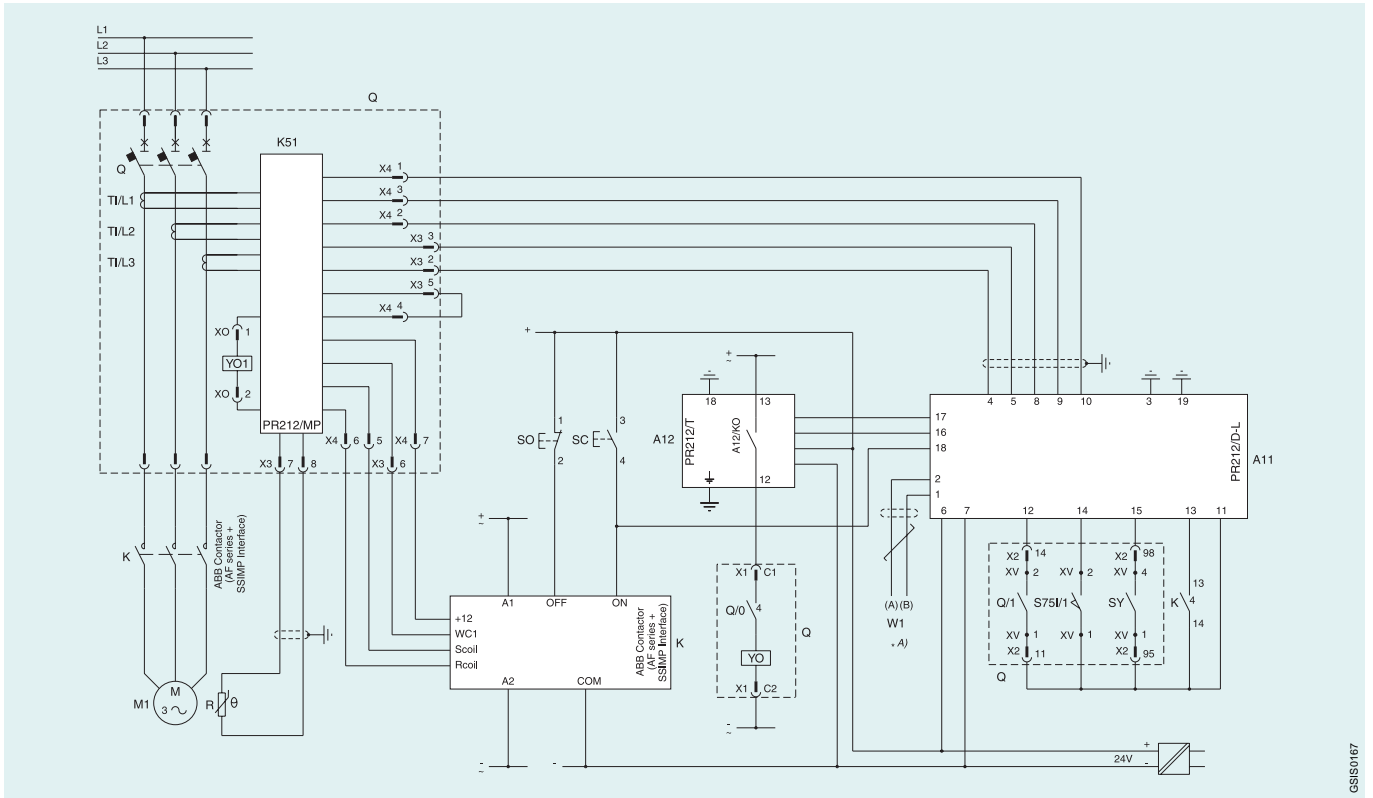 L1
L2
L3
Q
K51
Q
TI/L1
TI/L2
TI/L3
X4 1
X4 3
X4 2
X3 3
X3 2
X3 5
X4 4
XO 1
YO1
XO 2
PR212/MP
X4 6 5 X4 7
X3 7 8 X3 6
+
SO 1 2
SC 3 4
+
~
18 13
A12
PR212/T
A12/KO
12
4 5 8 9 10 3 19
17
16
18
2
1
PR212/D-L
A11
6 7 12 14 15 13 11
K
ABB Contactor
(AF series +
SSIMP Interface)
M1
M
3 ~
R θ
+
~
A1 OFF ON
+12
WC1
Scoil
Rcoil
A2 COM
ABB Contactor
(AF series +
SSIMP Interface)
K
X1 C1
Q/0 4
YO
X1 C2
Q
-
~
(A) (B)
W1
* A)
X2 14
XV 2
Q/1
XV 1
X2 11
XV 2
S75I/1
XV 1
X2 98
XV 4
SY
XV 1
X2 95
K
13
4
14
Q
-
~
-
+
24V
-
GSIS0167